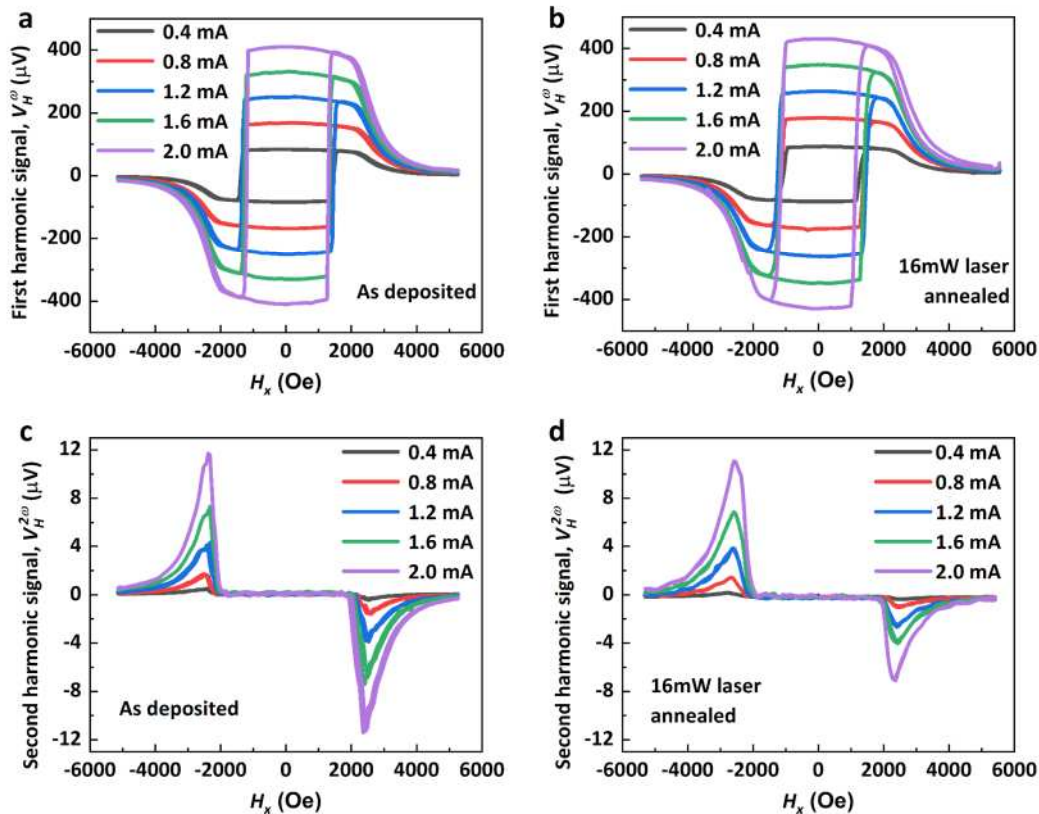 a
First harmonic signal, V_H^ω (μV)
400
200
0
-200
-400
0.4 mA
0.8 mA
1.2 mA
1.6 mA
2.0 mA
As deposited
-6000 -4000 -2000 0 2000 4000 6000
H_x (Oe)
b
First harmonic signal, V_H^ω (μV)
400
200
0
-200
-400
0.4 mA
0.8 mA
1.2 mA
1.6 mA
2.0 mA
16mW laser
annealed
-6000 -4000 -2000 0 2000 4000 6000
H_x (Oe)
c
Second harmonic signal, V_H^2ω (μV)
12
8
4
0
-4
-8
-12
0.4 mA
0.8 mA
1.2 mA
1.6 mA
2.0 mA
As deposited
-6000 -4000 -2000 0 2000 4000 6000
H_x (Oe)
d
Second harmonic signal, V_H^2ω (μV)
12
8
4
0
-4
-8
-12
0.4 mA
0.8 mA
1.2 mA
1.6 mA
2.0 mA
16mW laser
annealed
-6000 -4000 -2000 0 2000 4000 6000
H_x (Oe)